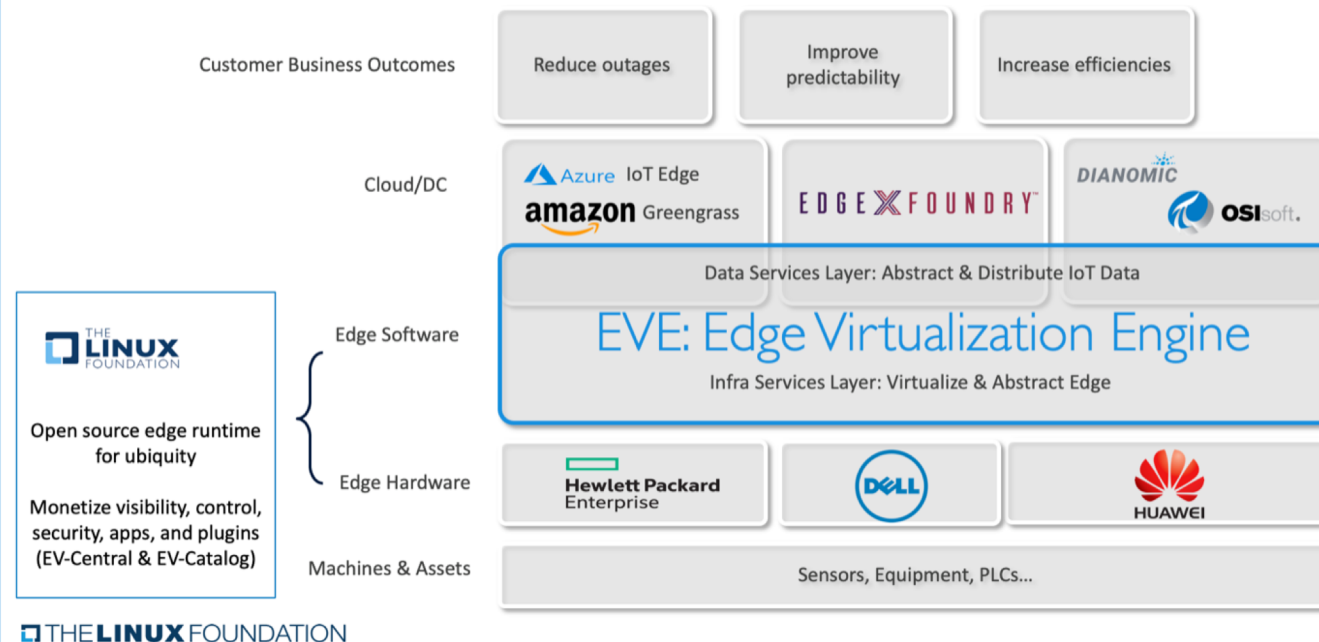 Customer Business Outcomes
Reduce outages
Improve
predictability
Increase efficiencies
Cloud/DC
Azure IoT Edge
amazon Greengrass
EDGE X FOUNDRY™
DIANOMIC
OSIsoft.
Data Services Layer: Abstract & Distribute IoT Data
Edge Software
EVE: Edge Virtualization Engine
Infra Services Layer: Virtualize & Abstract Edge
THE
LINUX
FOUNDATION
Open source edge runtime
for ubiquity
Monetize visibility, control,
security, apps, and plugins
(EV-Central & EV-Catalog)
Edge Hardware
Hewlett Packard
Enterprise
DELL
HUAWEI
Machines & Assets
Sensors, Equipment, PLCs...
THE LINUX FOUNDATION